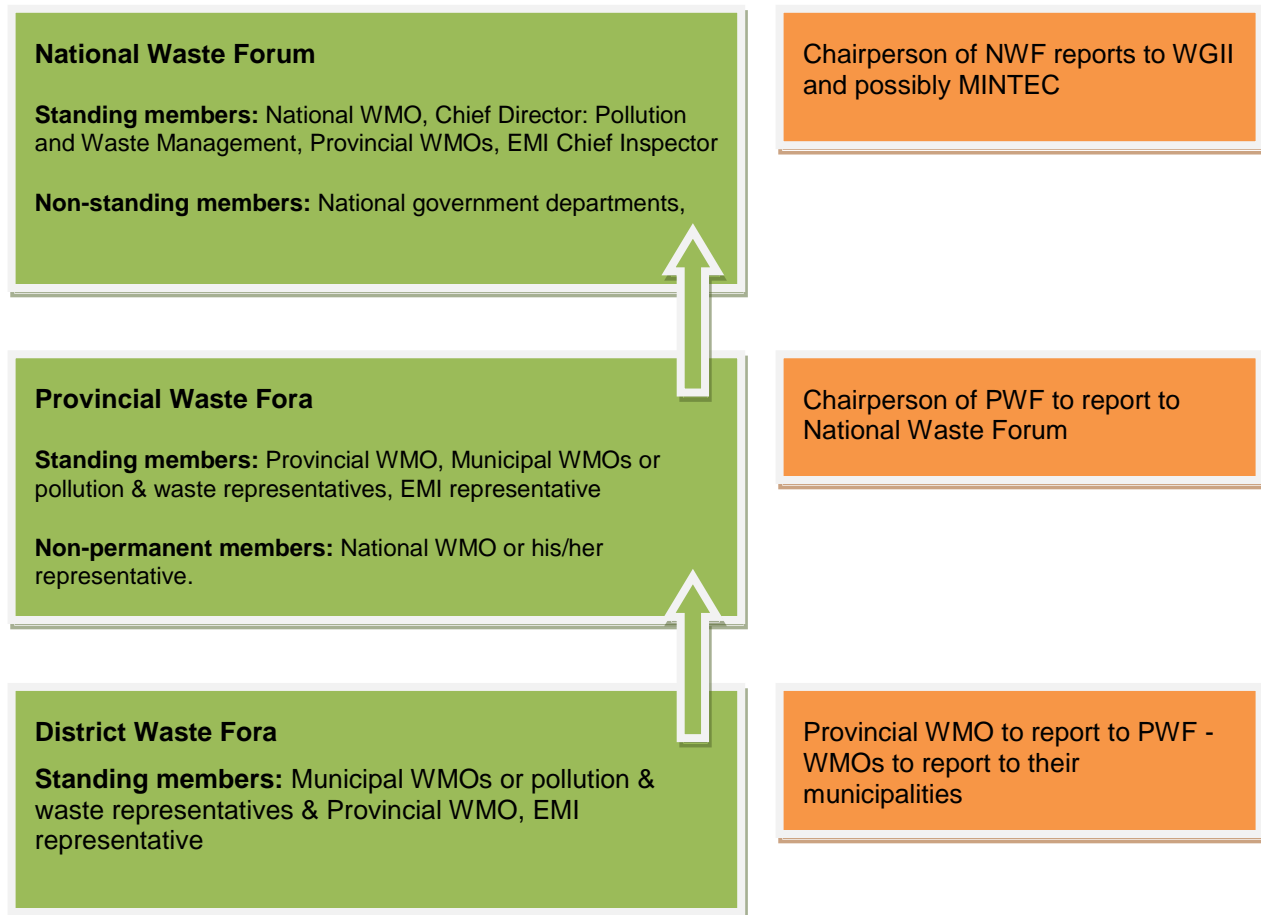 National Waste Forum
Standing members: National WMO, Chief Director: Pollution
and Waste Management, Provincial WMOs, EMI Chief Inspector
Non-standing members: National government departments,
Chairperson of NWF reports to WGII
and possibly MINTEC
Provincial Waste Fora
Standing members: Provincial WMO, Municipal WMOs or
pollution & waste representatives, EMI representative
Non-permanent members: National WMO or his/her
representative.
Chairperson of PWF to report to
National Waste Forum
District Waste Fora
Standing members: Municipal WMOs or pollution &
waste representatives & Provincial WMO, EMI
representative
Provincial WMO to report to PWF -
WMOs to report to their
municipalities